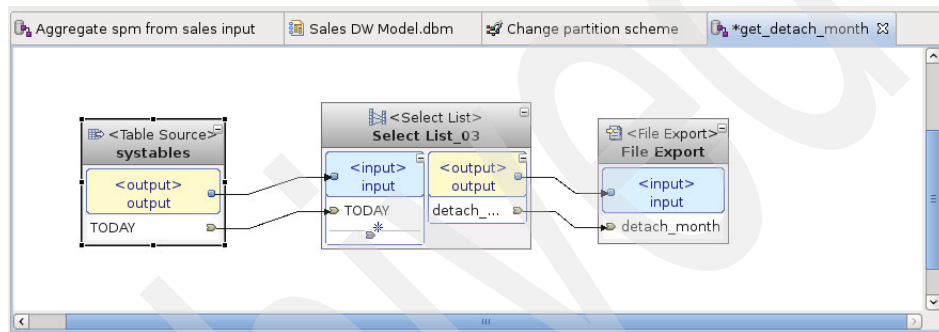 Aggregate spm from sales input
Sales DW Model.dbm
Change partition scheme
*get_detach_month
<Table Source>
systables
<output>
output
TODAY
<Select List>
Select List_03
<input>
input
TODAY
<output>
output
detach_...
<File Export>
File Export
<input>
input
detach_month